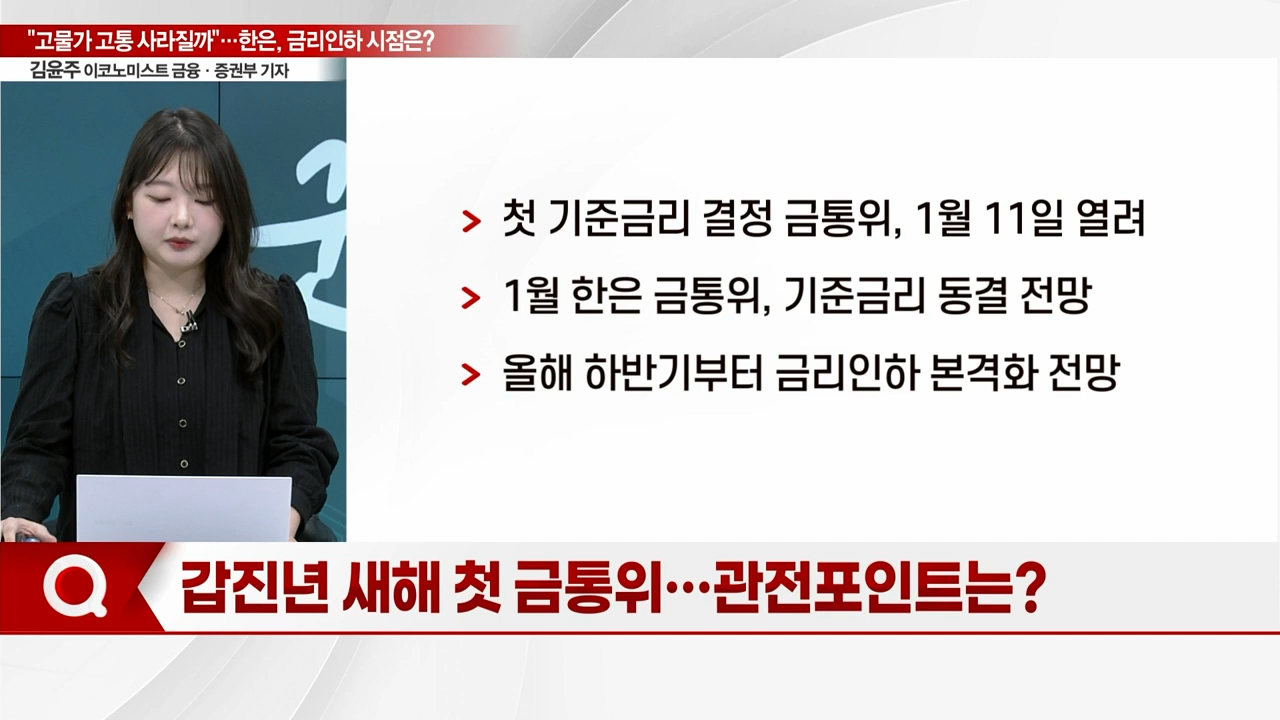 "고물가 고통 사라질까"…한은, 금리인하 시점은?
김윤주 이코노미스트 금융·증권부 기자
> 첫 기준금리 결정 금통위, 1월 11일 열려
> 1월 한은 금통위, 기준금리 동결 전망
> 올해 하반기부터 금리인하 본격화 전망
Q 갑진년 새해 첫 금통위…관전포인트는?